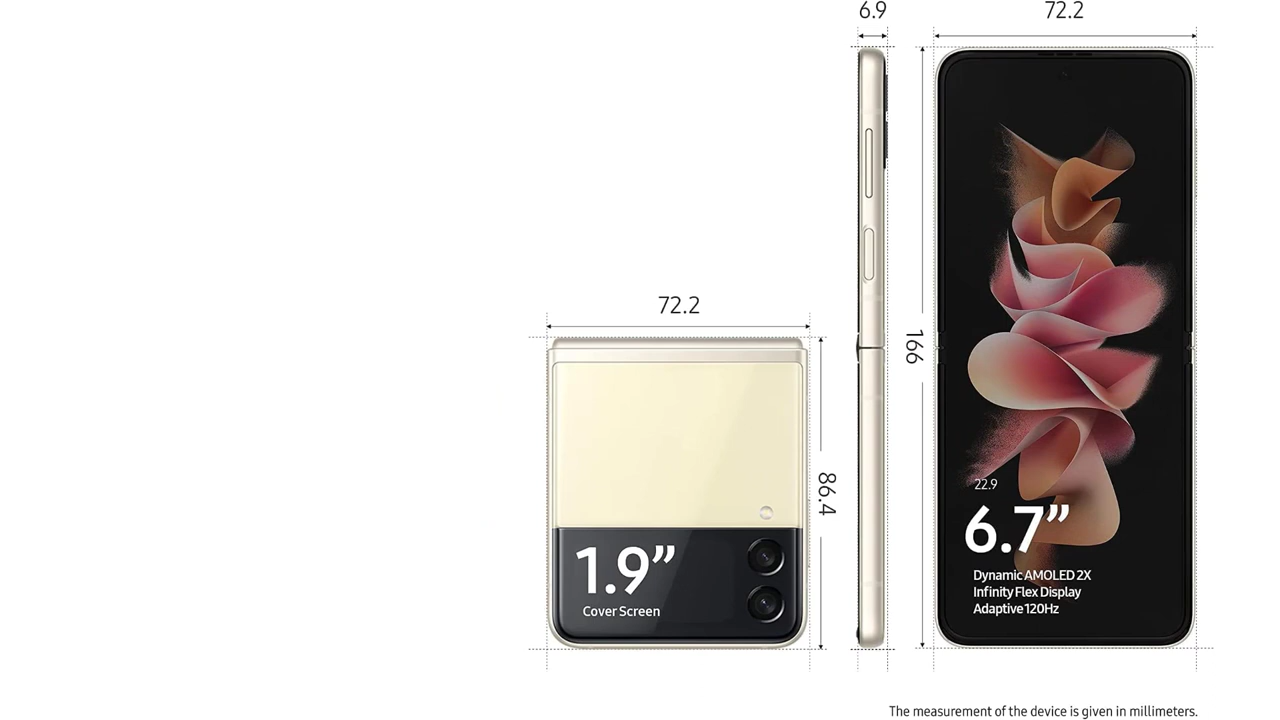 6.9
72.2
72.2
166
86.4
22.9
6.7”
Dynamic AMOLED 2X
Infinity Flex Display
Adaptive 120Hz
1.9”
Cover Screen
The measurement of the device is given in millimeters.